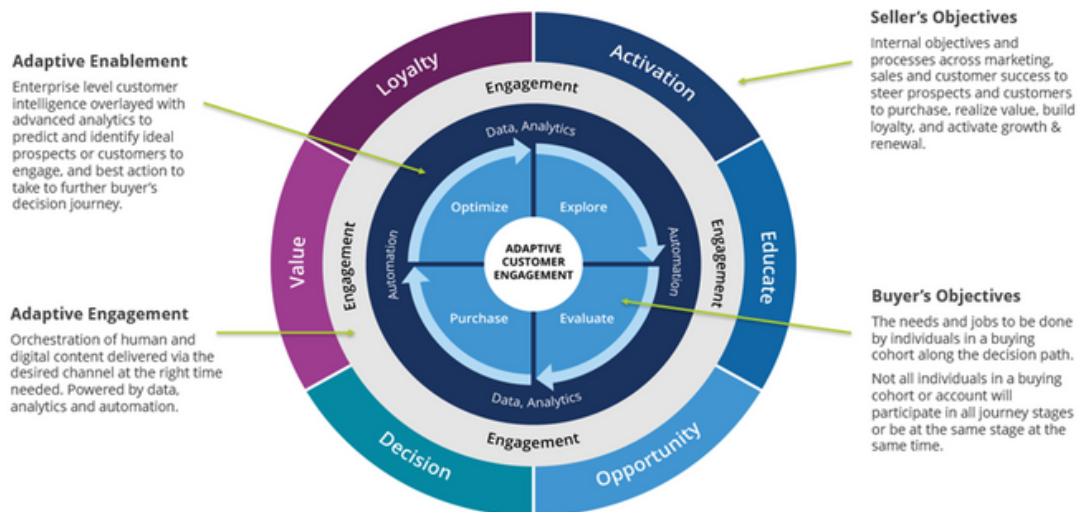 Adaptive Enablement
Enterprise level customer
intelligence overlayed with
advanced analytics to
predict and identify ideal
prospects or customers to
engage, and best action to
take to further buyer's
decision journey.
Adaptive Engagement
Orchestration of human and
digital content delivered via the
desired channel at the right time
needed. Powered by data,
analytics and automation.
Loyalty
Activation
Educate
Opportunity
Decision
Value
Engagement
Engagement
Engagement
Engagement
Data, Analytics
Automation
Data, Analytics
Automation
Optimize
Explore
Evaluate
Purchase
ADAPTIVE
CUSTOMER
ENGAGEMENT
Seller's Objectives
Internal objectives and
processes across marketing,
sales and customer success to
steer prospects and customers
to purchase, realize value, build
loyalty, and activate growth &
renewal.
Buyer's Objectives
The needs and jobs to be done
by individuals in a buying
cohort along the decision path.
Not all individuals in a buying
cohort or account will
participate in all journey stages
or be at the same stage at the
same time.